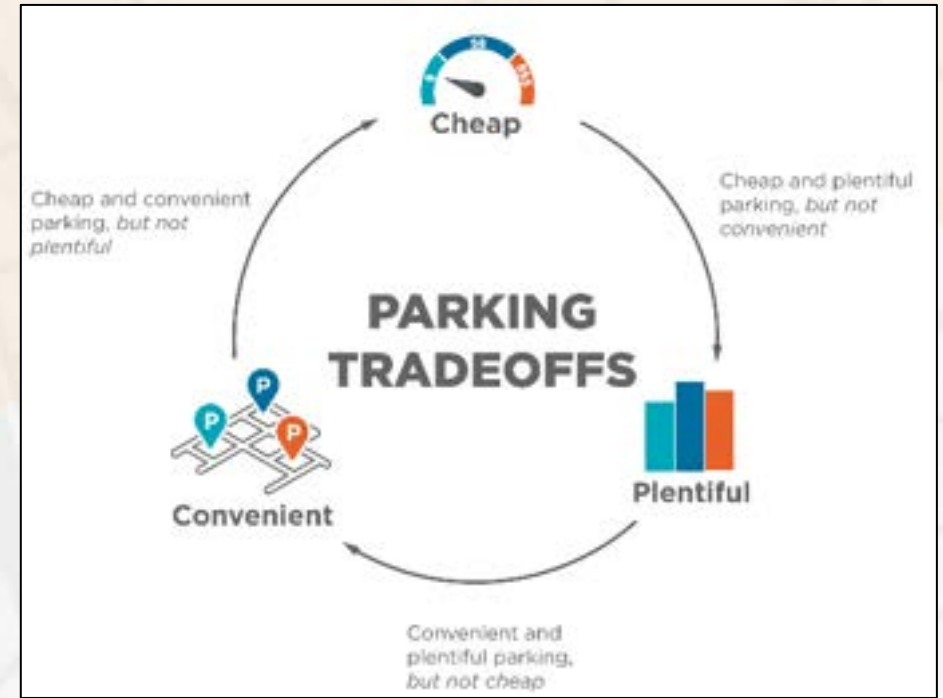 $
$$
$$$
Cheap
Cheap and convenient
parking, but not
plentiful
Cheap and plentiful
parking, but not
convenient
PARKING
TRADEOFFS
P
P
P
Convenient
Plentiful
Convenient and
plentiful parking,
but not cheap